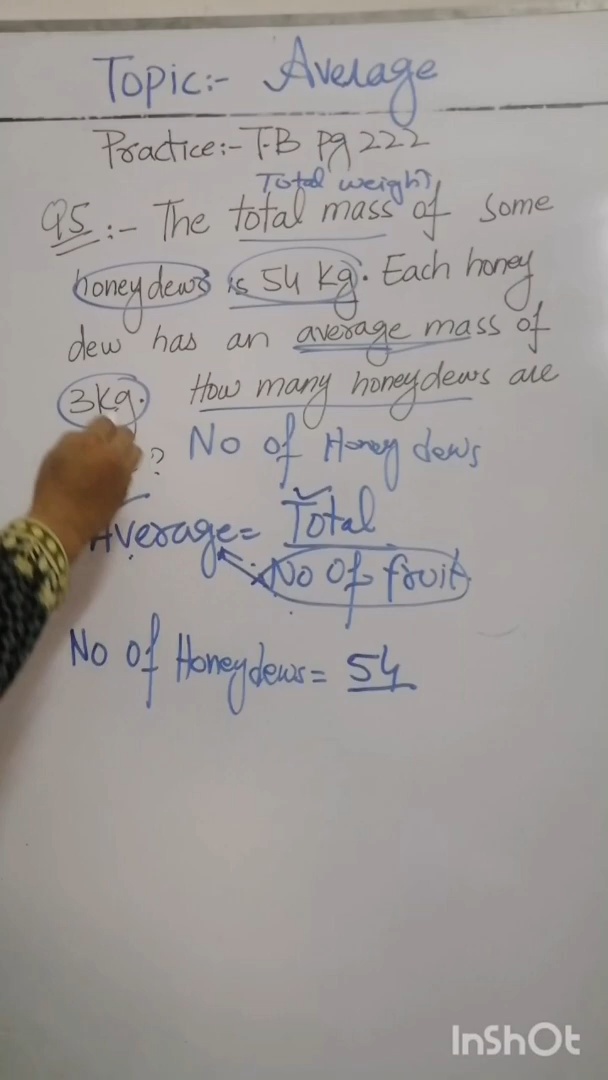 Topic:- Average
Practice:- T.B Pg 222
Total weight
Q5 :- The total mass of some
honeydews is 54 kg. Each honey
dew has an average mass of
3kg. How many honeydews are
? No of Honey dews
Average= Total
No Of fruit
No Of Honeydews= 54
InShOt